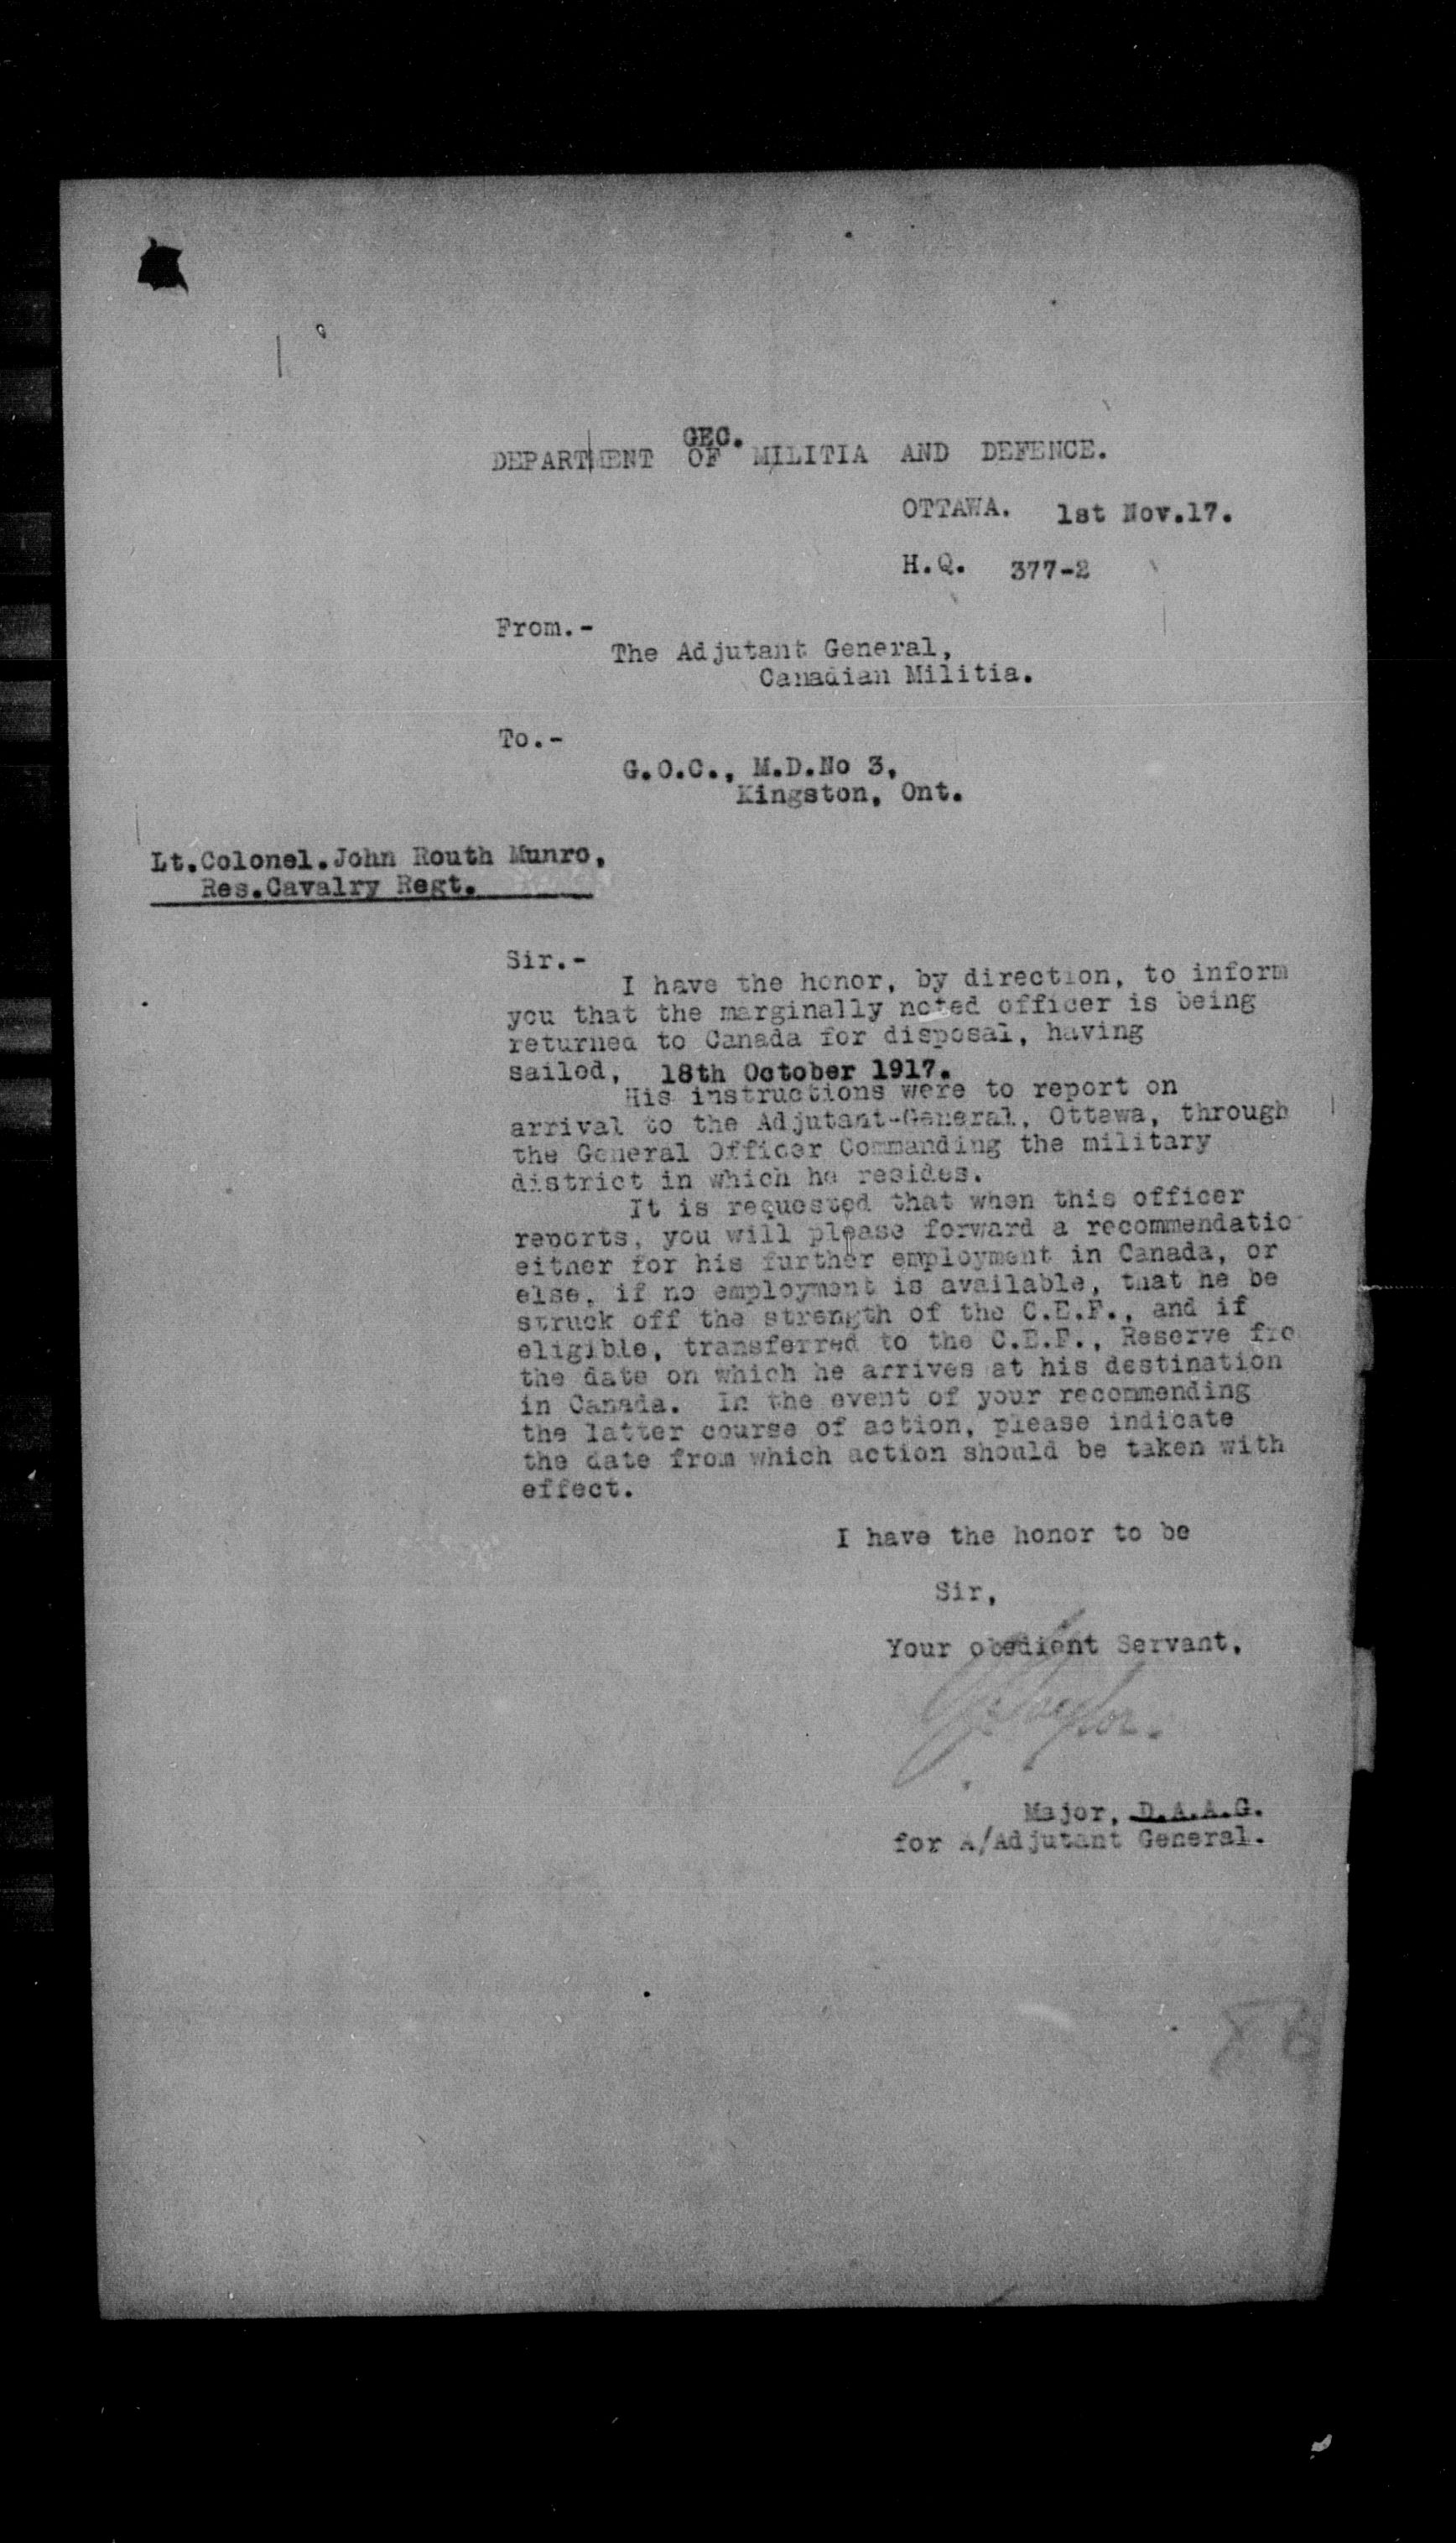 GEC.
DEPARTMENT OF MILITIA AND DEFENCE.
OTTAWA. 1st Nov.17.
H.Q. 377-2
From.-
The Adjutant General,
Canadian Militia.
To.-
G.O.C., M.D.No 3,
Kingston, Ont.
Lt.Colonel.John Routh Munro,
Res.Cavalry Regt.
Sir.-
I have the honor, by direction, to inform
you that the marginally noted officer is being
returned to Canada for disposal, having
sailed, 18th October 1917.
His instructions were to report on
arrival to the Adjutant-General, Ottawa, through
the General Officer Commanding the military
district in which he resides.
It is requested that when this officer
reports, you will please forward a recommendatio
either for his further employment in Canada, or
else, if no employment is available, that he be
struck off the strength of the C.E.F., and if
eligible, transferred to the C.E.F., Reserve fro
the date on which he arrives at his destination
in Canada. In the event of your recommending
the latter course of action, please indicate
the date from which action should be taken with
effect.
I have the honor to be
Sir,
Your obedient Servant,
Taylor.
Major, D.A.A.G.
for A/Adjutant General.